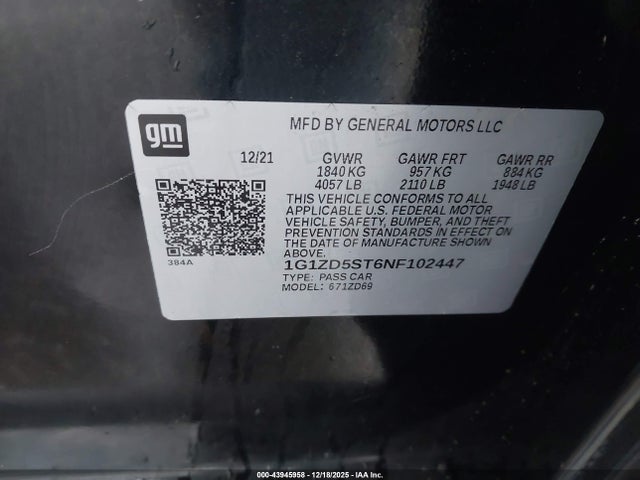 gm
MFD BY GENERAL MOTORS LLC
12/21 GVWR GAWR FRT GAWR RR
1840 KG 957 KG 884 KG
4057 LB 2110 LB 1948 LB
THIS VEHICLE CONFORMS TO ALL
APPLICABLE U.S. FEDERAL MOTOR
VEHICLE SAFETY, BUMPER, AND THEFT
PREVENTION STANDARDS IN EFFECT ON
THE DATE OF MANUFACTURE SHOWN
ABOVE.
384A
1G1ZD5ST6NF102447
TYPE: PASS CAR
MODEL: 671ZD69
000-43945958 - 12/18/2025 - IAA Inc.